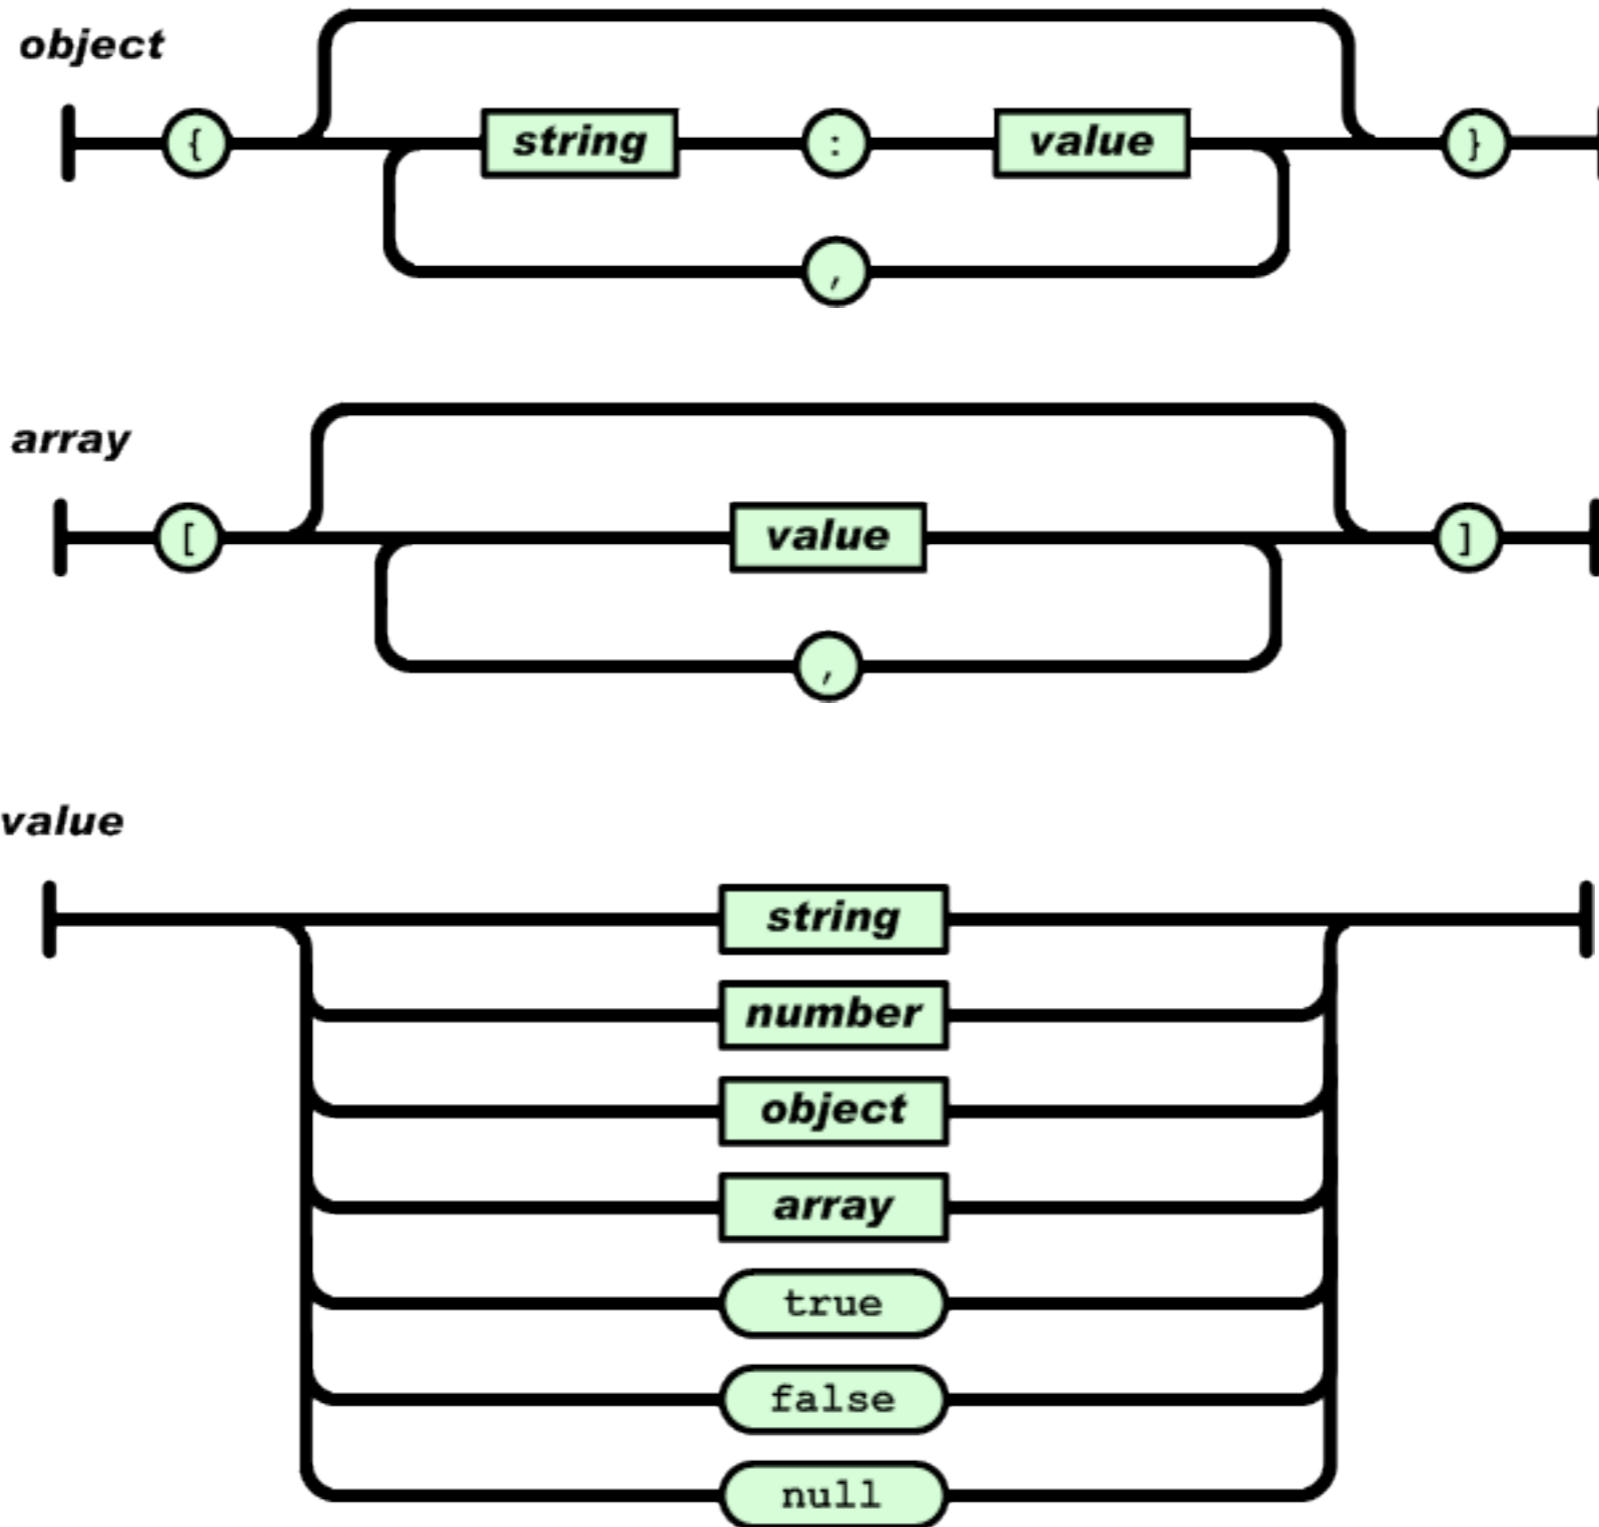 object
{ string : value }
,
array
[ value ]
,
value
string
number
object
array
true
false
null